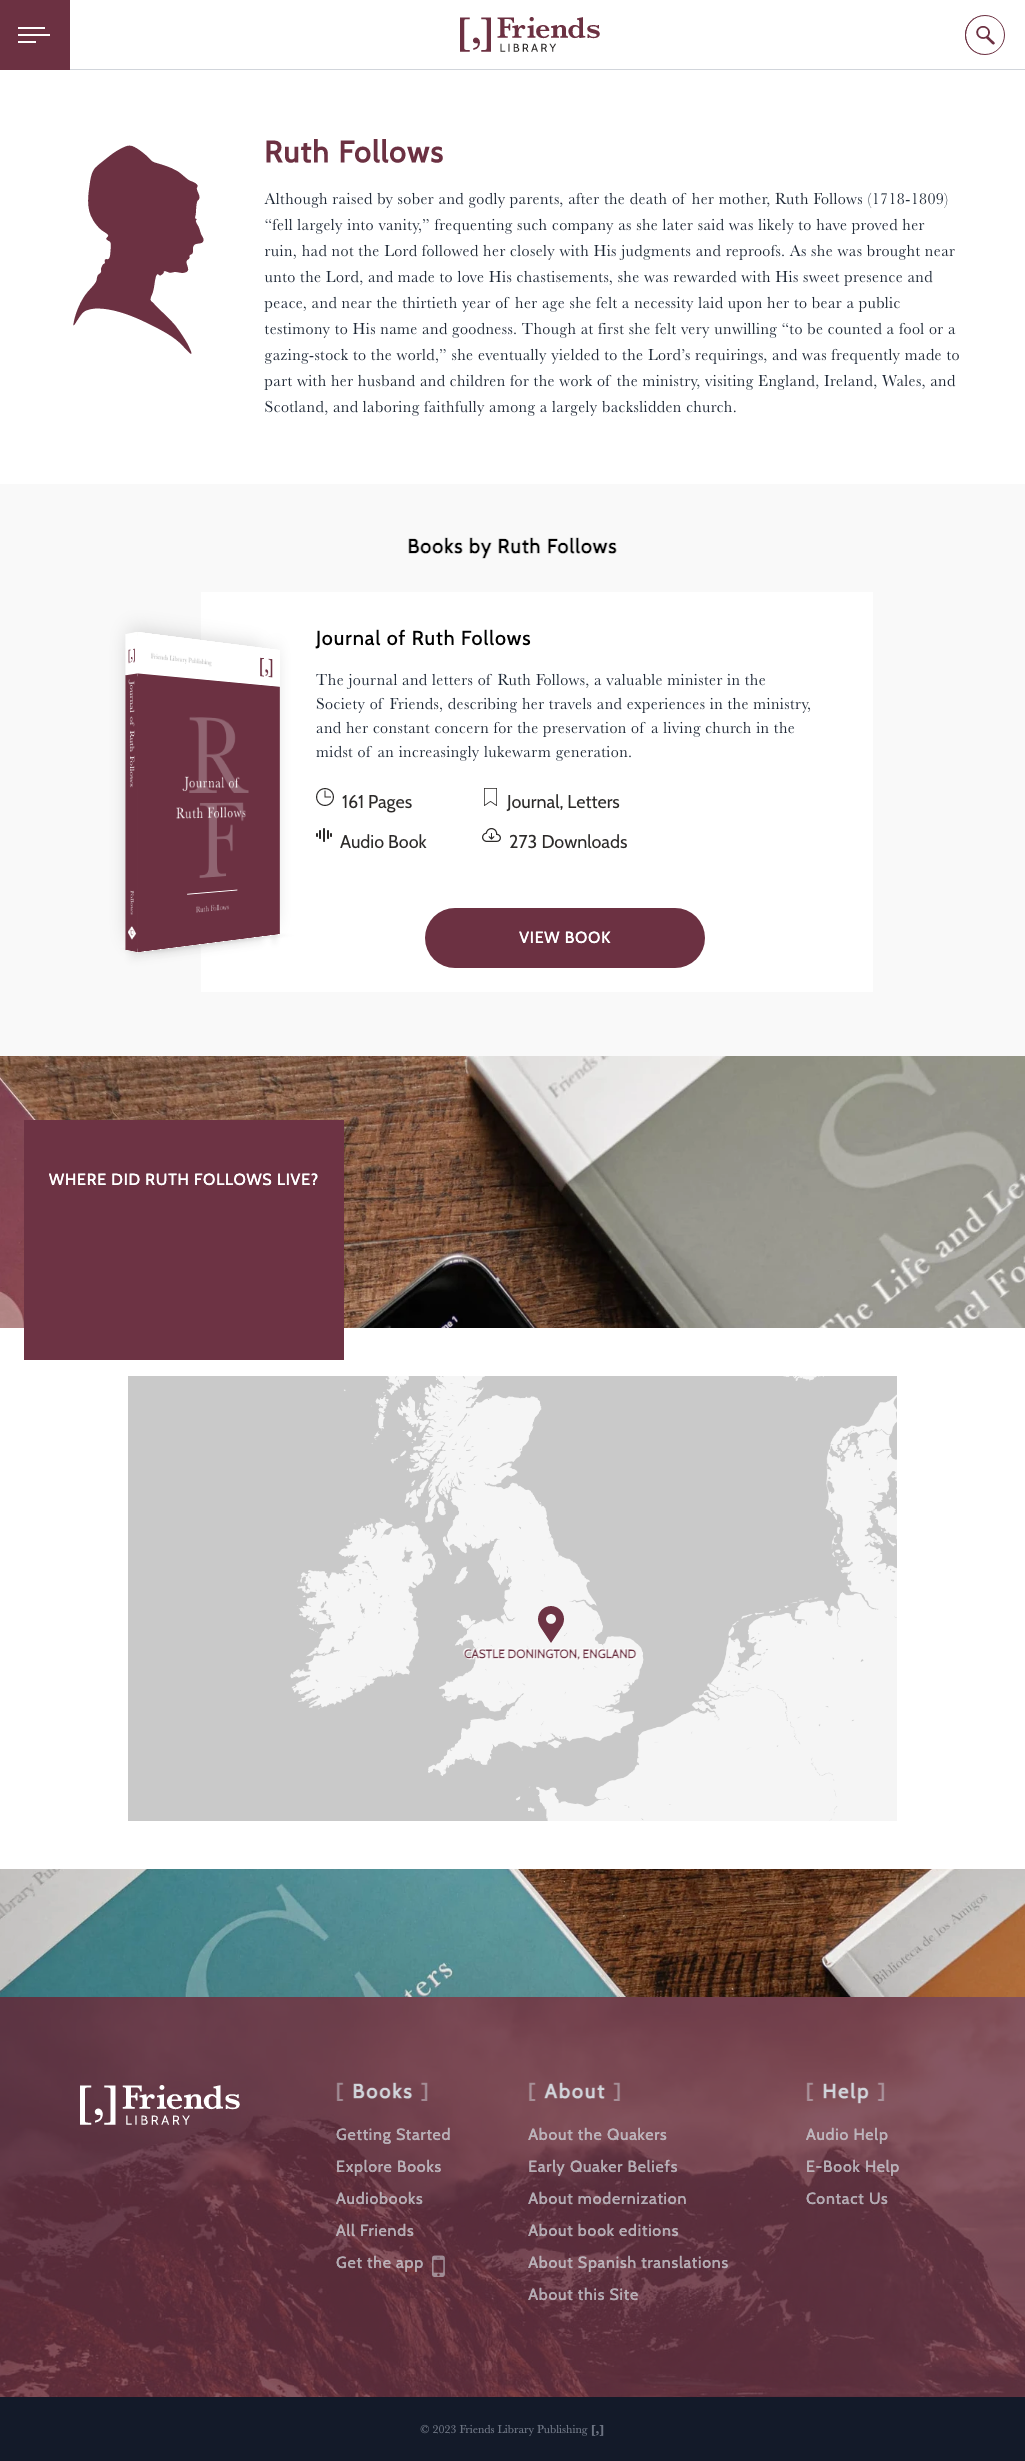 [,] Friends
LIBRARY
Ruth Follows
Although raised by sober and godly parents, after the death of her mother, Ruth Follows (1718-1809)
“fell largely into vanity,” frequenting such company as she later said was likely to have proved her
ruin, had not the Lord followed her closely with His judgments and reproofs. As she was brought near
unto the Lord, and made to love His chastisements, she was rewarded with His sweet presence and
peace, and near the thirtieth year of her age she felt a necessity laid upon her to bear a public
testimony to His name and goodness. Though at first she felt very unwilling “to be counted a fool or a
gazing-stock to the world,” she eventually yielded to the Lord’s requirings, and was frequently made to
part with her husband and children for the work of the ministry, visiting England, Ireland, Wales, and
Scotland, and laboring faithfully among a largely backslidden church.
Books by Ruth Follows
[,]
Friends Library Publishing
[,]
Journal of Ruth Follows
Follows
RF
Journal of
Ruth Follows
Ruth Follows
Journal of Ruth Follows
The journal and letters of Ruth Follows, a valuable minister in the
Society of Friends, describing her travels and experiences in the ministry,
and her constant concern for the preservation of a living church in the
midst of an increasingly lukewarm generation.
161 Pages
Journal, Letters
Audio Book
273 Downloads
VIEW BOOK
Friends
S
The Life and Let
uel Fo
WHERE DID RUTH FOLLOWS LIVE?
CASTLE DONINGTON, ENGLAND
C
tters
Biblioteca de los Amigos
[,] Friends
LIBRARY
[ Books ]
Getting Started
Explore Books
Audiobooks
All Friends
Get the app
[ About ]
About the Quakers
Early Quaker Beliefs
About modernization
About book editions
About Spanish translations
About this Site
[ Help ]
Audio Help
E-Book Help
Contact Us
© 2023 Friends Library Publishing [,]